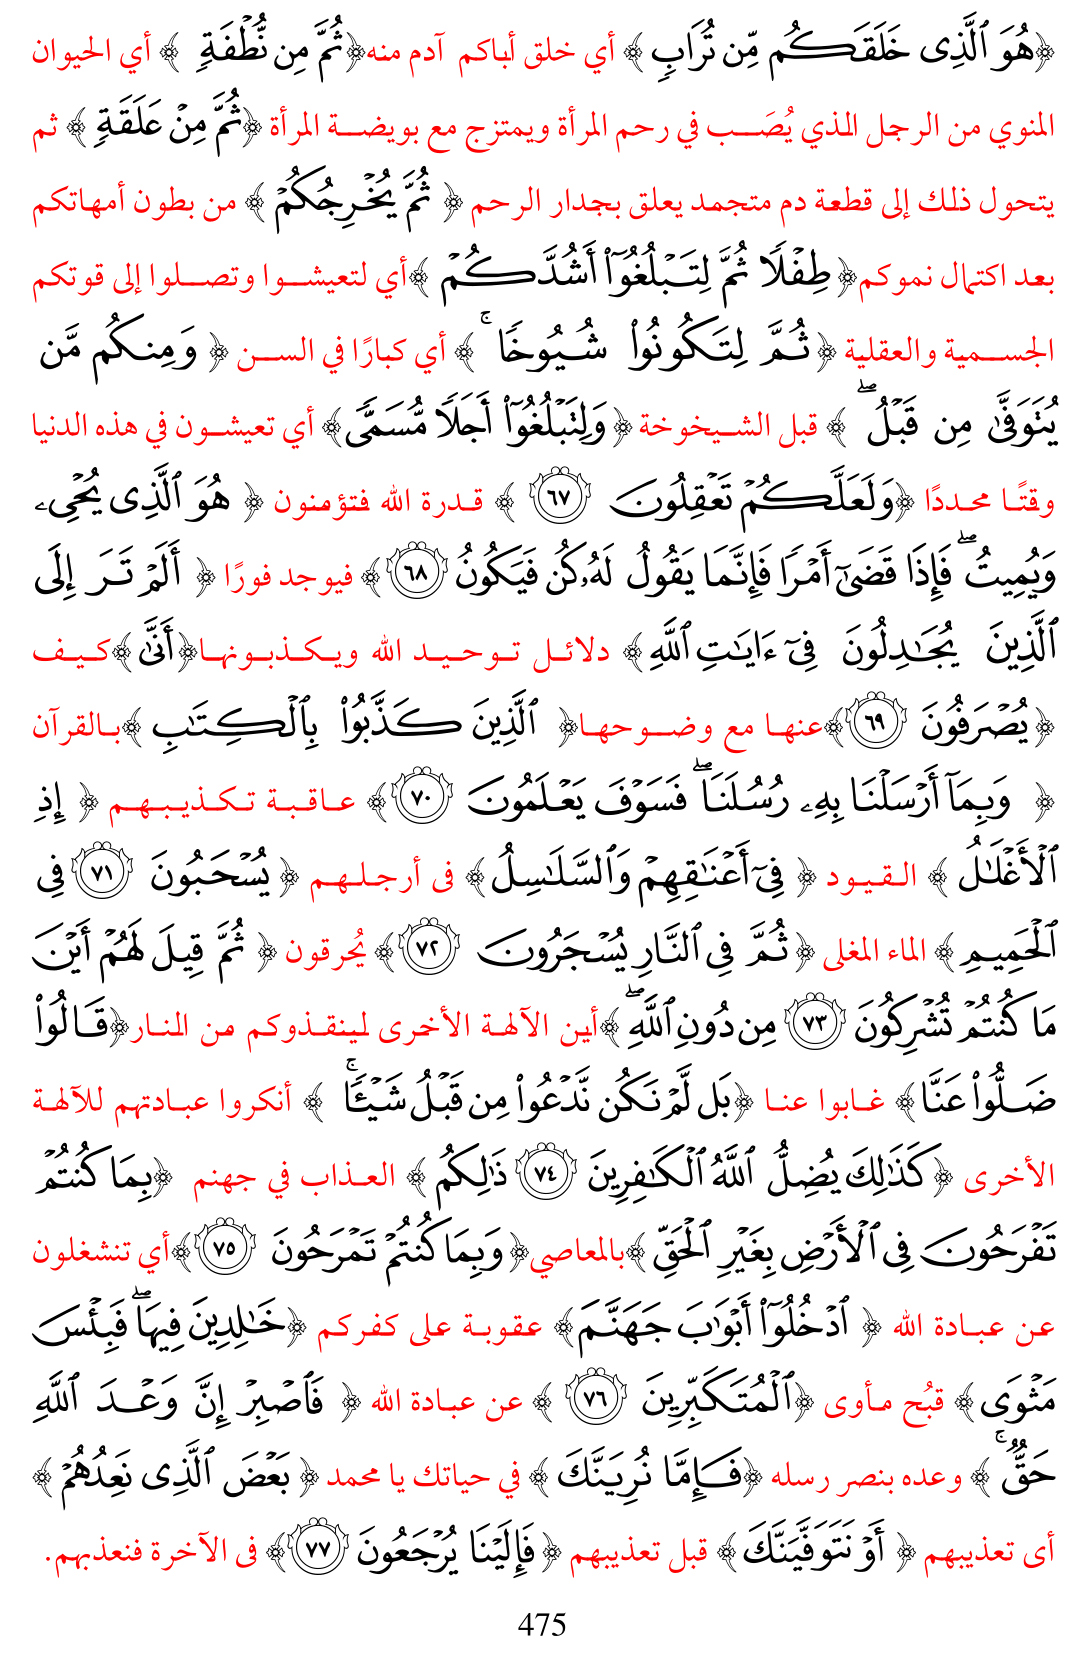 ﴿هُوَ ٱلَّذِى خَلَقَكُم مِّن تُرَابٍ ﴾ أي خلق أباكم آدم منه﴿ثُمَّ مِن نُّطْفَةٍ ﴾ أي الحيوان
المنوي من الرجل الذي يُصَب في رحم المرأة ويمتزج مع بويضة المرأة ﴿ثُمَّ مِنْ عَلَقَةٍ ﴾ ثم
يتحول ذلك إلى قطعة دم متجمد يعلق بجدار الرحم ﴿ ثُمَّ يُخْرِجُكُمْ ﴾ من بطون أمهاتكم
بعد اكتمال نموكم﴿ طِفْلًا ثُمَّ لِتَبْلُغُوٓا۟ أَشُدَّكُمْ ﴾أي لتعيشوا وتصلوا إلى قوتكم
الجسمية والعقلية ﴿ ثُمَّ لِتَكُونُوا۟ شُيُوخًا ۚ ﴾ أي كبارًا في السن ﴿ وَمِنكُم مَّن
يُتَوَفَّىٰ مِن قَبْلُ ۖ ﴾ قبل الشيخوخة ﴿وَلِتَبْلُغُوٓا۟ أَجَلًا مُّسَمًّى﴾ أي تعيشون في هذه الدنيا
وقتًا محددًا ﴿وَلَعَلَّكُمْ تَعْقِلُونَ ٦٧ ﴾ قدرة الله فتؤمنون ﴿ هُوَ ٱلَّذِى يُحْىِۦ
وَيُمِيتُ ۖ فَإِذَا قَضَىٰٓ أَمْرًا فَإِنَّمَا يَقُولُ لَهُۥ كُن فَيَكُونُ ٦٨﴾ فيوجد فورًا ﴿ أَلَمْ تَرَ إِلَى
ٱلَّذِينَ يُجَـٰدِلُونَ فِىٓ ءَايَـٰتِ ٱللَّهِ﴾ دلائل توحيد الله ويكذبونها﴿أَنَّىٰ﴾كيف
﴿يُصْرَفُونَ ٦٩﴾عنها مع وضوحها﴿ ٱلَّذِينَ كَذَّبُوا۟ بِٱلْكِتَـٰبِ ﴾بالقرآن
﴿ وَبِمَآ أَرْسَلْنَا بِهِۦ رُسُلَنَا ۖ فَسَوْفَ يَعْلَمُونَ ٧٠﴾ عاقبة تكذيبهم ﴿ إِذِ
ٱلْأَغْلَـٰلُ ﴾ القيود ﴿ فِىٓ أَعْنَـٰقِهِمْ وَٱلسَّلَـٰسِلُ﴾ فى أرجلهم ﴿ يُسْحَبُونَ ٧١ فِى
ٱلْحَمِيمِ﴾ الماء المغلى ﴿ثُمَّ فِى ٱلنَّارِ يُسْجَرُونَ ٧٢﴾ يُحرقون ﴿ ثُمَّ قِيلَ لَهُمْ أَيْنَ
مَا كُنتُمْ تُشْرِكُونَ ٧٣ مِن دُونِ ٱللَّهِ ۖ ﴾أين الآلهة الأخرى لمينقذوكم من النار﴿قَالُوا۟
ضَلُّوا۟ عَنَّا﴾ غابوا عنا ﴿بَل لَّمْ نَكُن نَّدْعُوا۟ مِن قَبْلُ شَيْـًٔا ۚ ﴾ أنكروا عبادتهم للآلهة
الأخرى ﴿كَذَٰلِكَ يُضِلُّ ٱللَّهُ ٱلْكَـٰفِرِينَ ٧٤ ذَٰلِكُم ﴾ العذاب في جهنم ﴿بِمَا كُنتُمْ
تَفْرَحُونَ فِى ٱلْأَرْضِ بِغَيْرِ ٱلْحَقِّ ﴾بالمعاصي﴿ وَبِمَا كُنتُمْ تَمْرَحُونَ ٧٥﴾أي تنشغلون
عن عبادة الله ﴿ ٱدْخُلُوٓا۟ أَبْوَٰبَ جَهَنَّمَ﴾ عقوبة على كفركم ﴿خَـٰلِدِينَ فِيهَا ۖ فَبِئْسَ
مَثْوَى﴾ قبُح مأوى ﴿ٱلْمُتَكَبِّرِينَ ٧٦ ﴾ عن عبادة الله ﴿ فَٱصْبِرْ إِنَّ وَعْدَ ٱللَّهِ
حَقٌّ ۚ ﴾ وعده بنصر رسله ﴿فَإِمَّا نُرِيَنَّكَ ﴾ في حياتك يا محمد ﴿ بَعْضَ ٱلَّذِى نَعِدُهُمْ ﴾
أى تعذيبهم ﴿ أَوْ نَتَوَفَّيَنَّكَ﴾ قبل تعذيبهم ﴿ فَإِلَيْنَا يُرْجَعُونَ ٧٧﴾ فى الآخرة فنعذبهم.
475